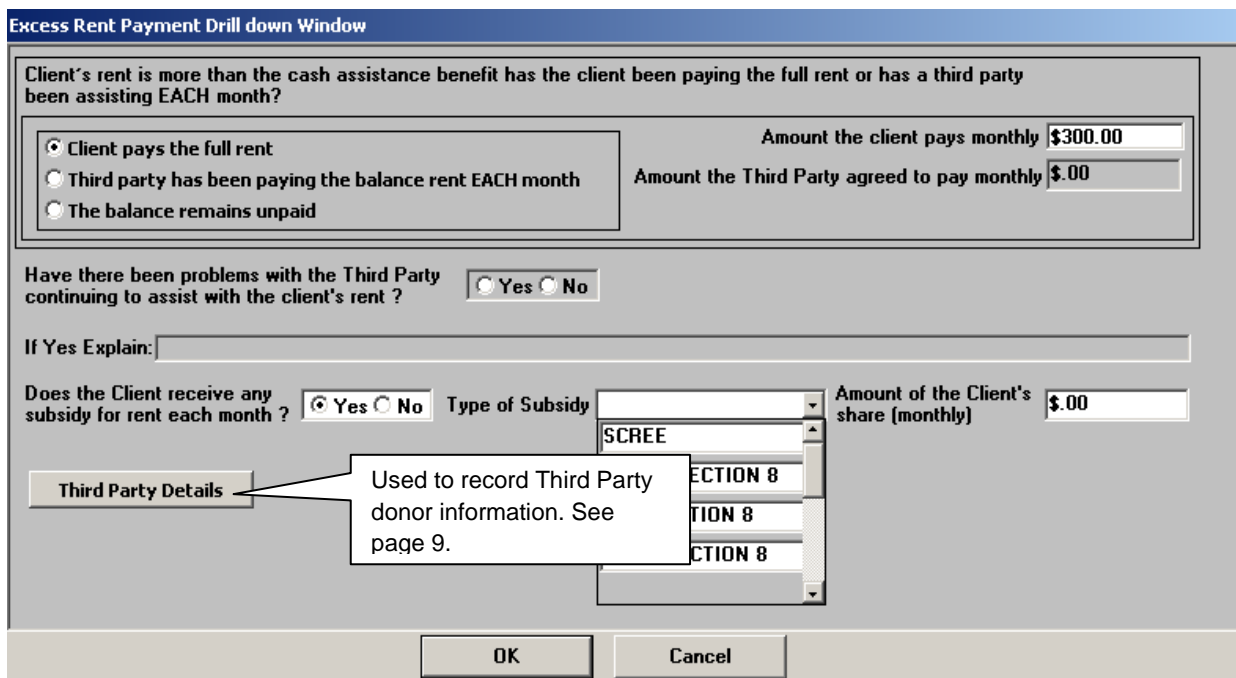 Excess Rent Payment Drill down Window
Client's rent is more than the cash assistance benefit has the client been paying the full rent or has a third party
been assisting EACH month?
Client pays the full rent
Amount the client pays monthly $300.00
Third party has been paying the balance rent EACH month
Amount the Third Party agreed to pay monthly $.00
The balance remains unpaid
Have there been problems with the Third Party
continuing to assist with the client's rent ?
Yes No
If Yes Explain:
Does the Client receive any
subsidy for rent each month ?
Yes No
Type of Subsidy
Amount of the Client's
share (monthly)
$.00
SCREE
ECTION 8
TION 8
CTION 8
Third Party Details
Used to record Third Party
donor information. See
page 9.
OK Cancel